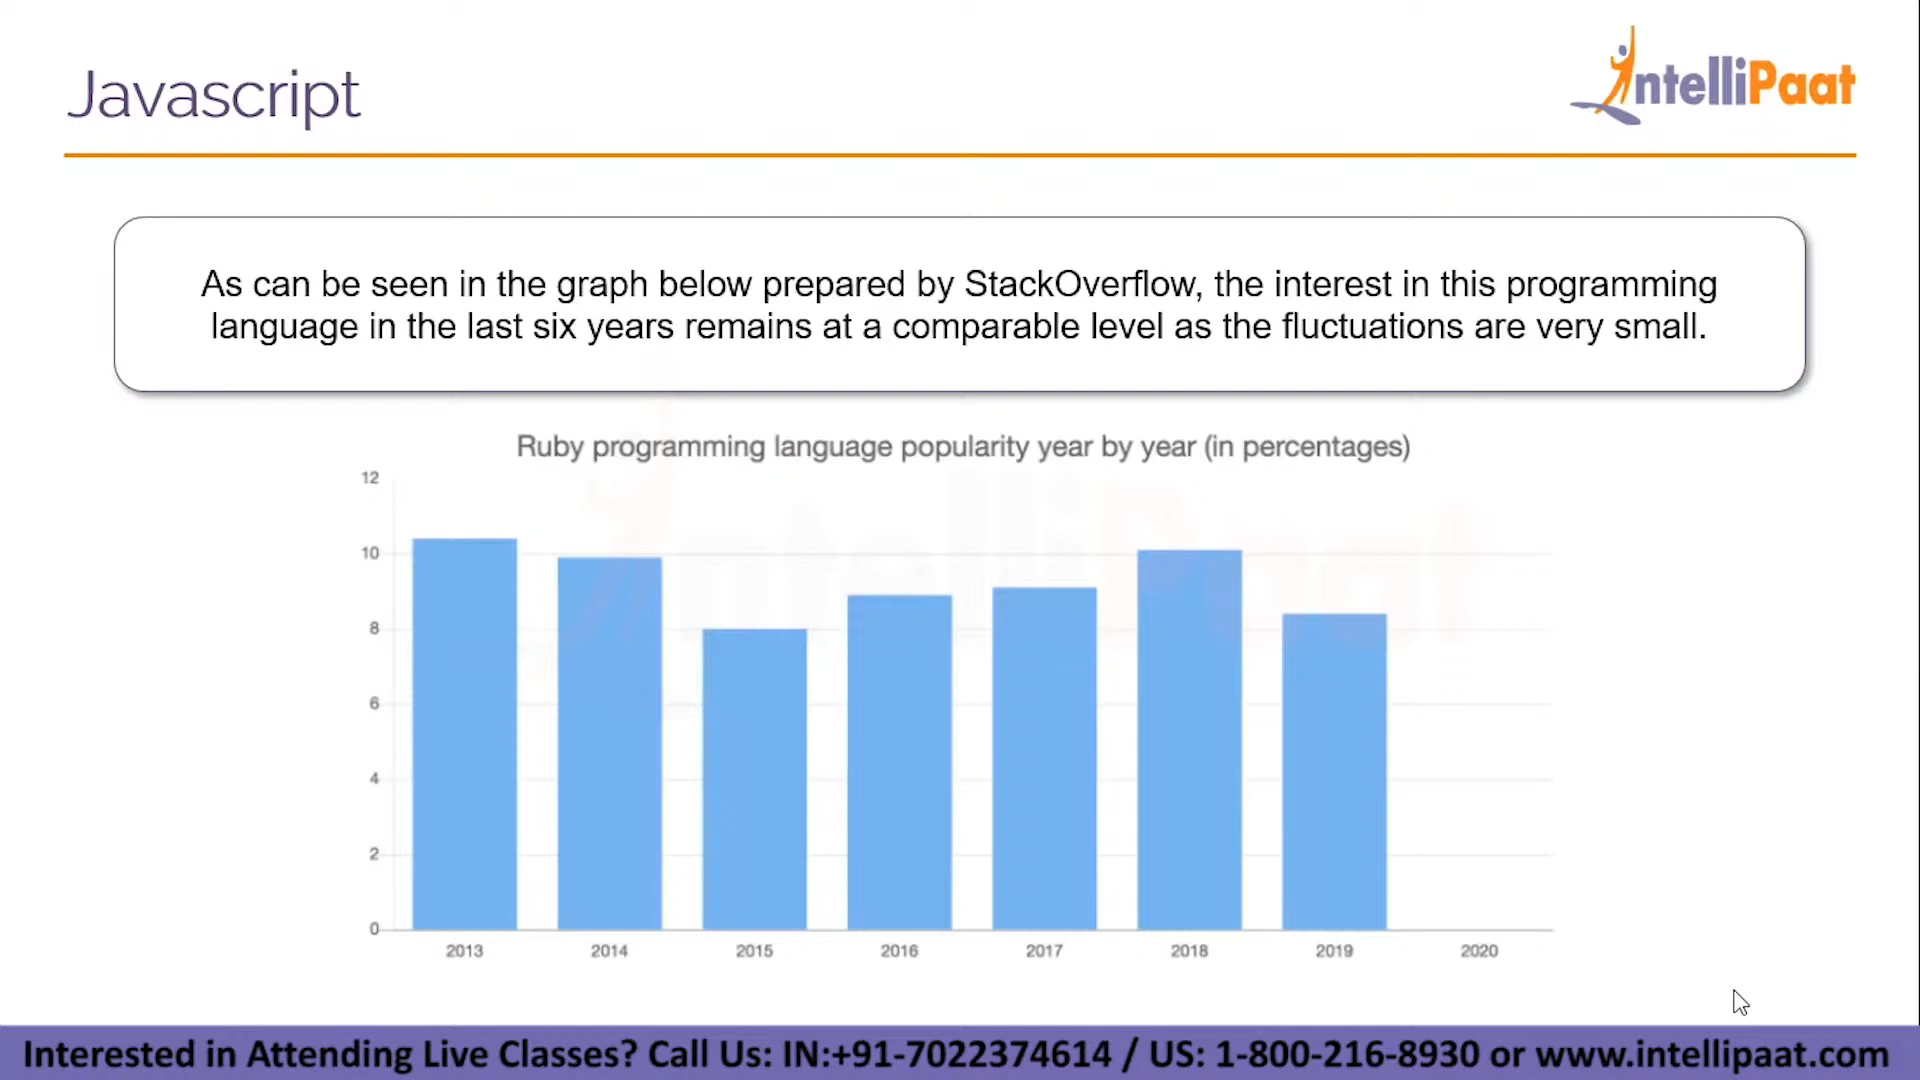 Javascript
IntelliPaat
As can be seen in the graph below prepared by StackOverflow, the interest in this programming
language in the last six years remains at a comparable level as the fluctuations are very small.
Ruby programming language popularity year by year (in percentages)
12
10
8
6
4
2
0
2013 2014 2015 2016 2017 2018 2019 2020
IntelliPaat
Interested in Attending Live Classes? Call Us: IN:+91-7022374614 / US: 1-800-216-8930 or www.intellipaat.com